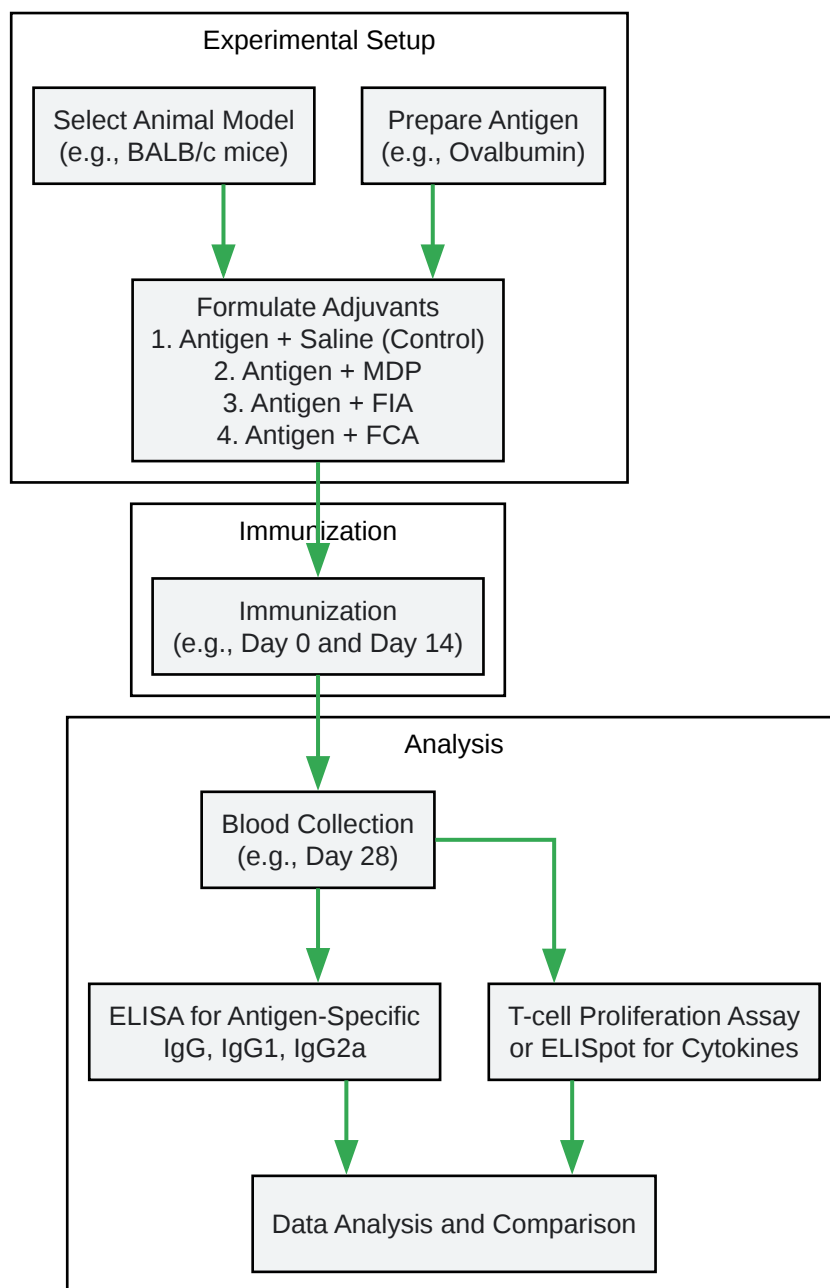 Experimental Setup
Select Animal Model
(e.g., BALB/c mice)
Prepare Antigen
(e.g., Ovalbumin)
Formulate Adjuvants
1. Antigen + Saline (Control)
2. Antigen + MDP
3. Antigen + FIA
4. Antigen + FCA
Immunization
Immunization
(e.g., Day 0 and Day 14)
Analysis
Blood Collection
(e.g., Day 28)
ELISA for Antigen-Specific
IgG, IgG1, IgG2a
T-cell Proliferation Assay
or ELISpot for Cytokines
Data Analysis and Comparison